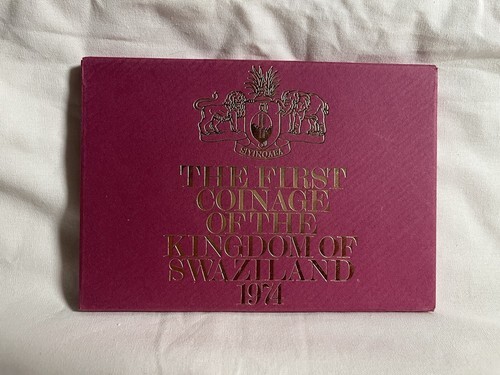 SIYINQABA
THE FIRST
COINAGE
OF THE
KINGDOM OF
SWAZILAND
1974